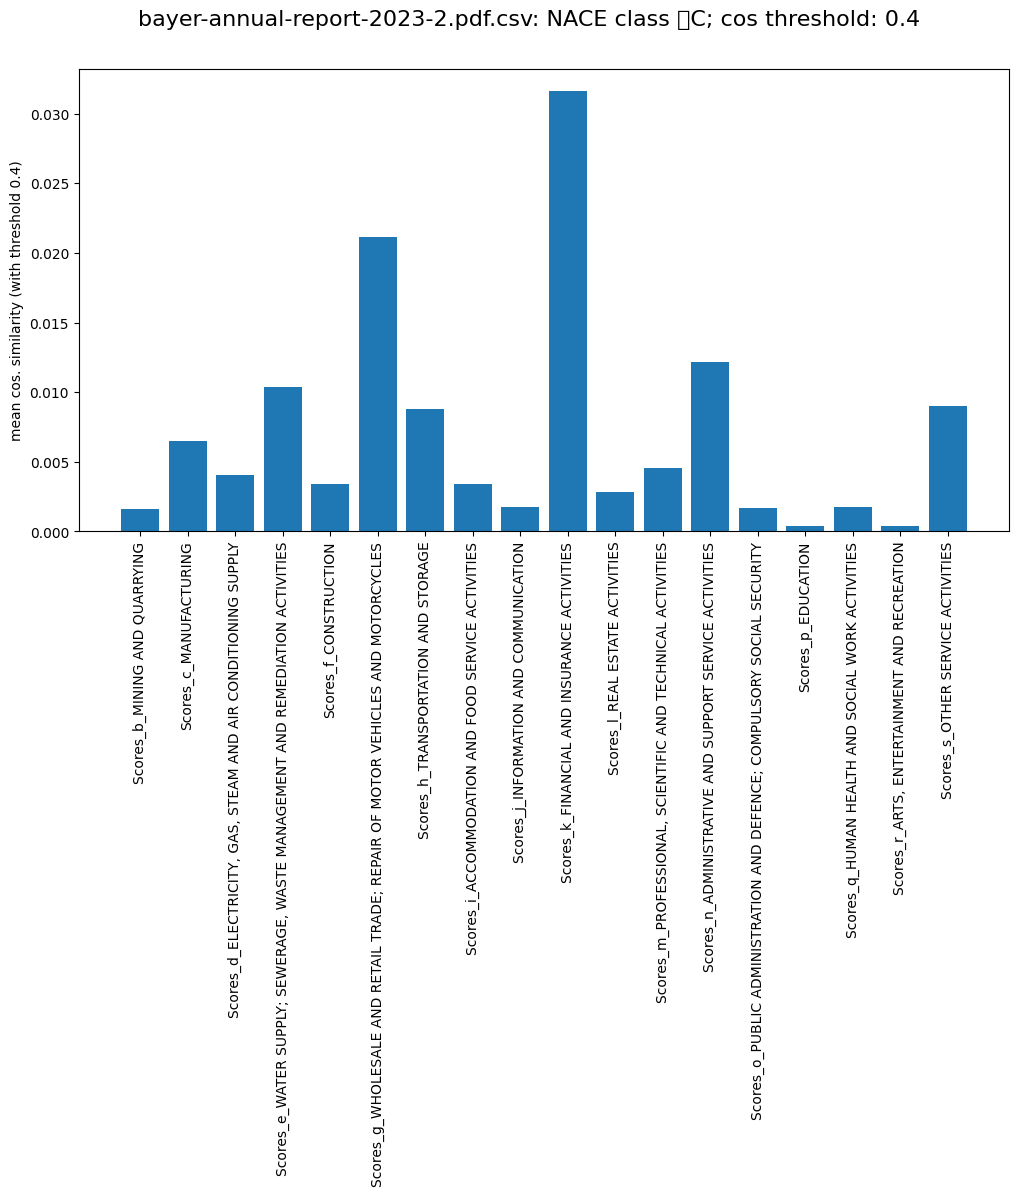 bayer-annual-report-2023-2.pdf.csv: NACE class C; cos threshold: 0.4
mean cos. similarity (with threshold 0.4)
0.030
0.025
0.020
0.015
0.010
0.005
0.000
Scores_b_MINING AND QUARRYING
Scores_c_MANUFACTURING
Scores_d_ELECTRICITY, GAS, STEAM AND AIR CONDITIONING SUPPLY
Scores_e_WATER SUPPLY; SEWERAGE, WASTE MANAGEMENT AND REMEDIATION ACTIVITIES
Scores_f_CONSTRUCTION
Scores_g_WHOLESALE AND RETAIL TRADE; REPAIR OF MOTOR VEHICLES AND MOTORCYCLES
Scores_h_TRANSPORTATION AND STORAGE
Scores_i_ACCOMMODATION AND FOOD SERVICE ACTIVITIES
Scores_j_INFORMATION AND COMMUNICATION
Scores_k_FINANCIAL AND INSURANCE ACTIVITIES
Scores_l_REAL ESTATE ACTIVITIES
Scores_m_PROFESSIONAL, SCIENTIFIC AND TECHNICAL ACTIVITIES
Scores_n_ADMINISTRATIVE AND SUPPORT SERVICE ACTIVITIES
Scores_o_PUBLIC ADMINISTRATION AND DEFENCE; COMPULSORY SOCIAL SECURITY
Scores_p_EDUCATION
Scores_q_HUMAN HEALTH AND SOCIAL WORK ACTIVITIES
Scores_r_ARTS, ENTERTAINMENT AND RECREATION
Scores_s_OTHER SERVICE ACTIVITIES